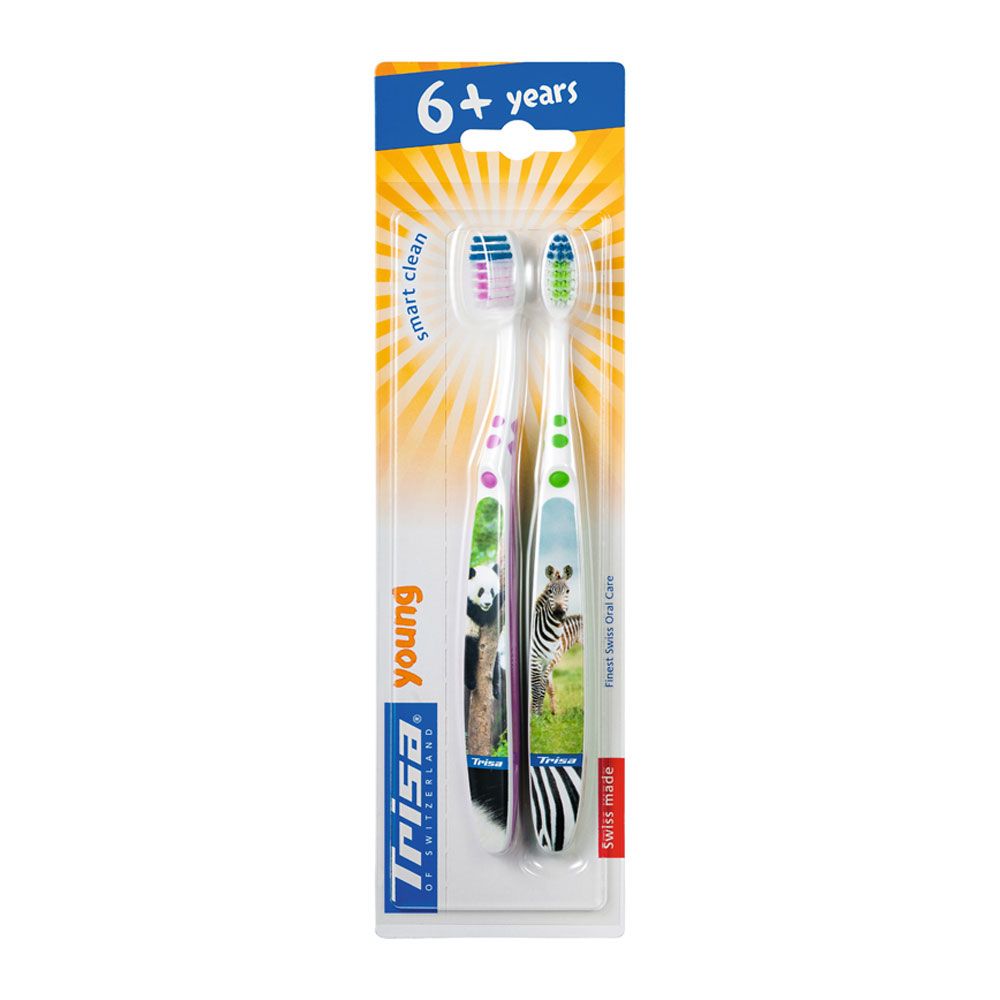 6+ years
smart clean
young
Trisa®
OF SWITZERLAND
Finest Swiss Oral Care
Swiss made
Trisa
Trisa